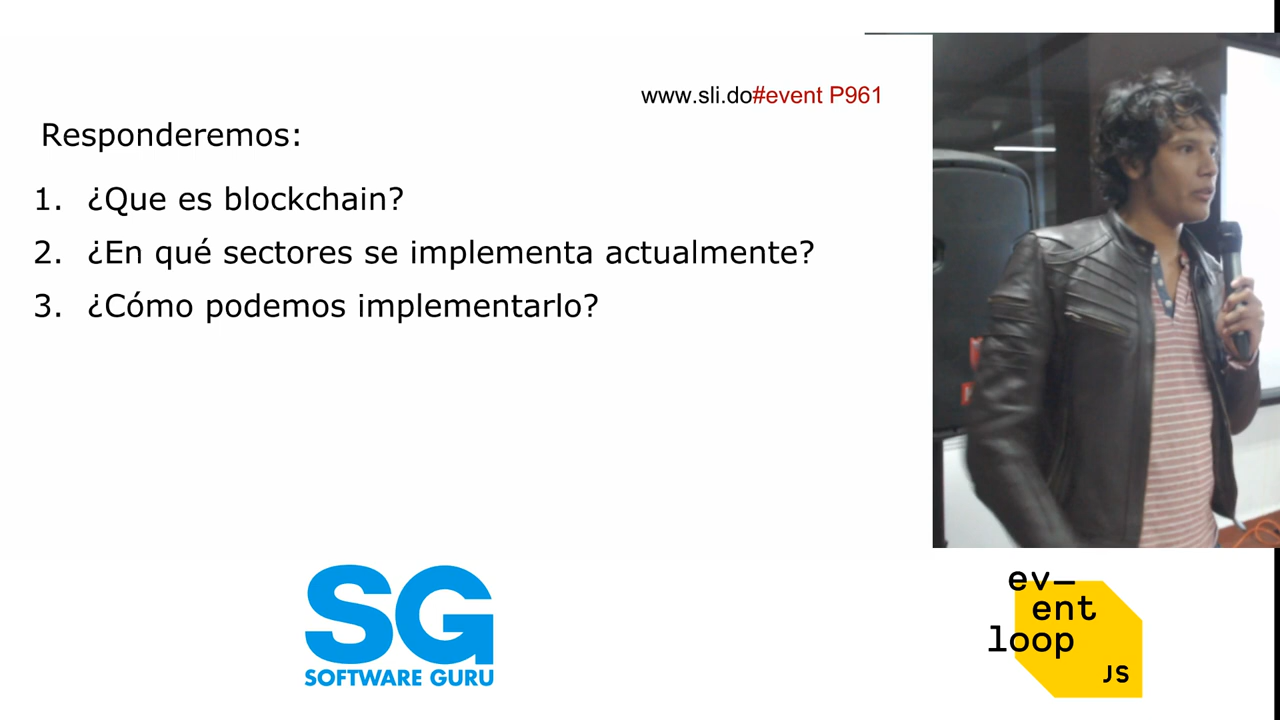 www.sli.do#event P961
Responderemos:
1. ¿Que es blockchain?
2. ¿En qué sectores se implementa actualmente?
3. ¿Cómo podemos implementarlo?
SG
SOFTWARE GURU
ev—
ent
loop
JS